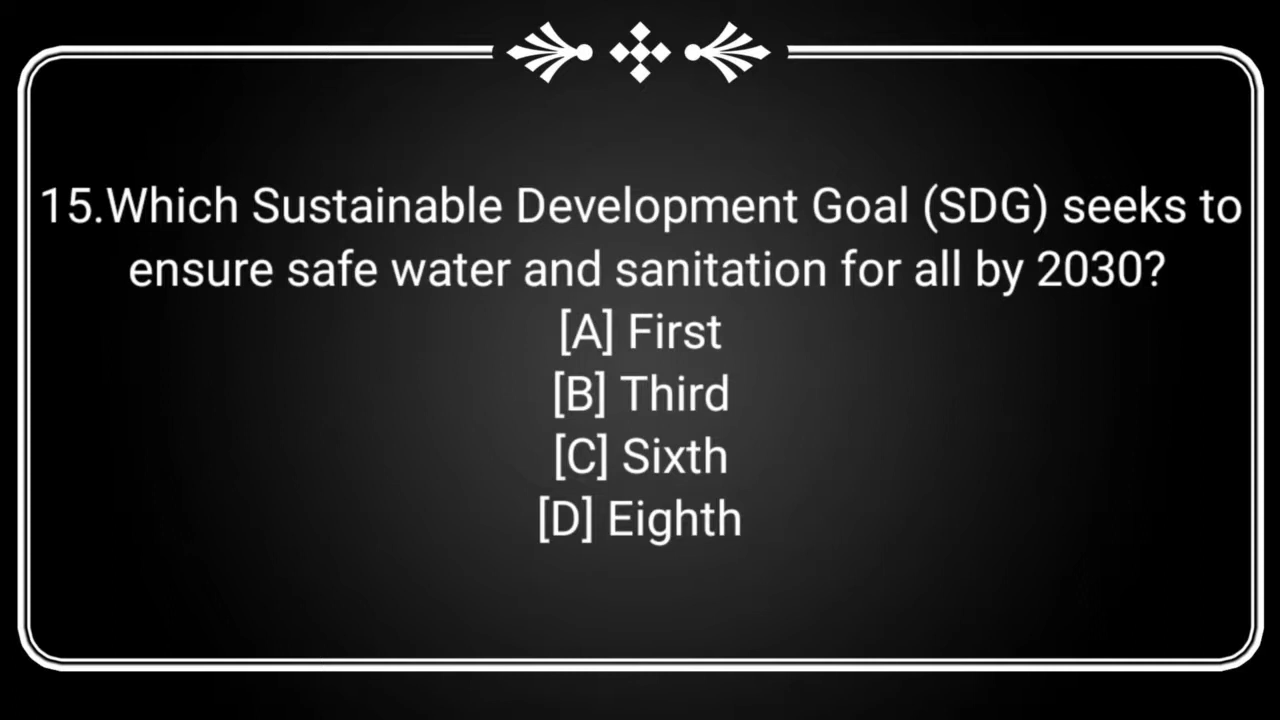 15.Which Sustainable Development Goal (SDG) seeks to
ensure safe water and sanitation for all by 2030?
[A] First
[B] Third
[C] Sixth
[D] Eighth